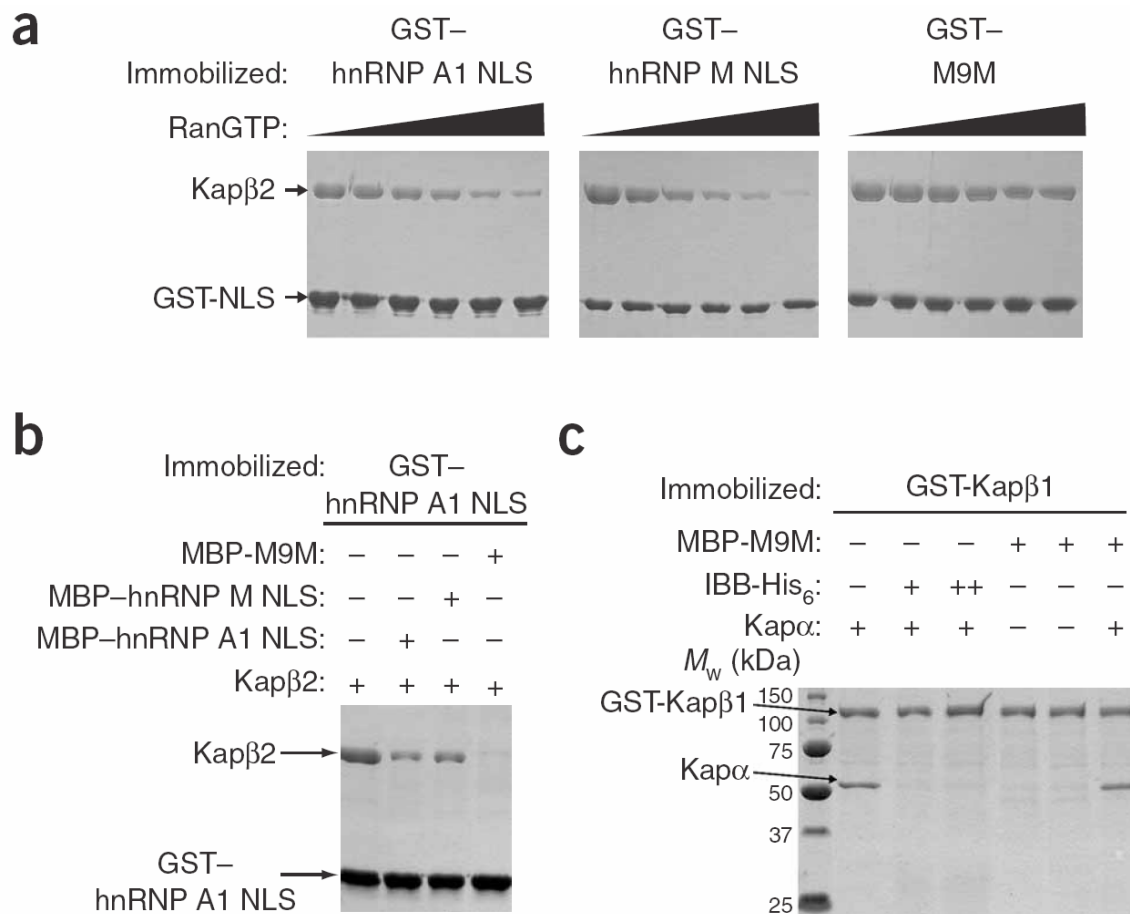 a
GST–
hnRNP A1 NLS
GST–
hnRNP M NLS
GST–
M9M
Immobilized:
RanGTP:
Kapβ2
GST-NLS
b
Immobilized: GST–
hnRNP A1 NLS
MBP-M9M: – – – +
MBP–hnRNP M NLS: – – + –
MBP–hnRNP A1 NLS: – + – –
Kapβ2: + + + +
Kapβ2
GST–
hnRNP A1 NLS
c
Immobilized: GST-Kapβ1
MBP-M9M: – – – + + +
IBB-His6: – + ++ – – –
Kapα: + + + – – +
Mw (kDa)
GST-Kapβ1
Kapα
150
100
75
50
37
25